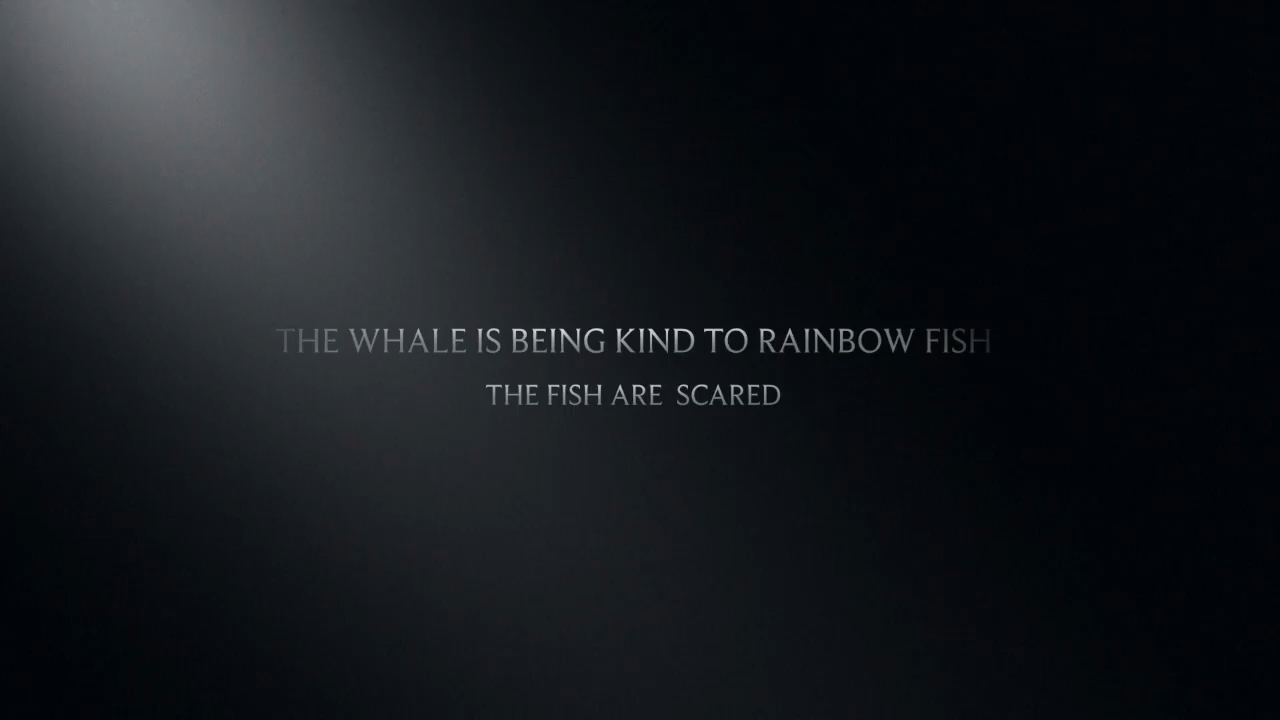 THE WHALE IS BEING KIND TO RAINBOW FISH
THE FISH ARE SCARED